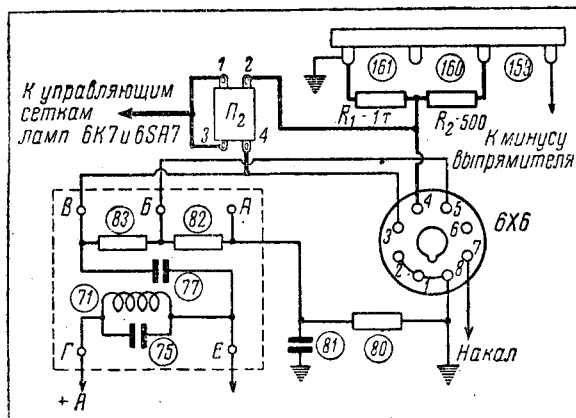 1 2
161 160 159
К управляющим
сеткам
ламп 6К7 и 6SA7
П2
3 4
R1-1т R2-500
К минусу
выпрямителя
В Б А
4 5
3 6 7
2 1 8
6Х6
83 82
77
71
75
81 80
Г Е
Накал
+А